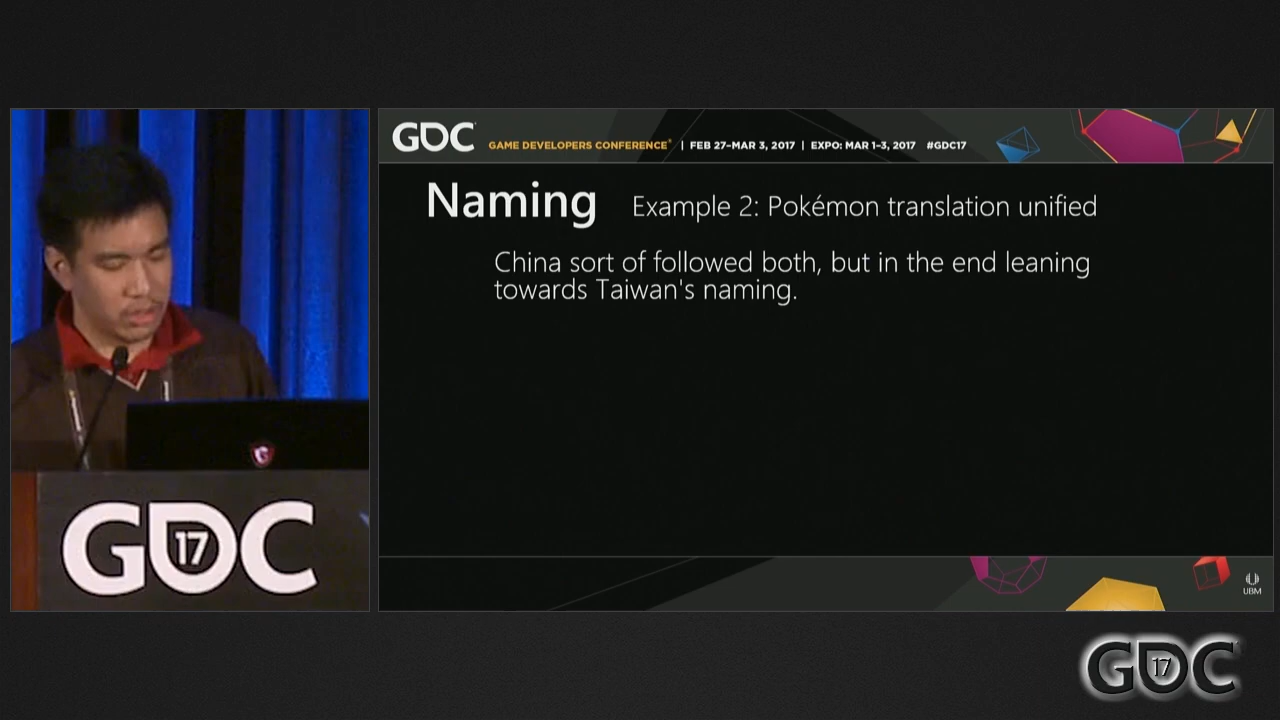 GDC
GAME DEVELOPERS CONFERENCE® | FEB 27–MAR 3, 2017 | EXPO: MAR 1–3, 2017 #GDC17
Naming
Example 2: Pokémon translation unified
China sort of followed both, but in the end leaning
towards Taiwan's naming.
GDC
17
UBM
GDC
17